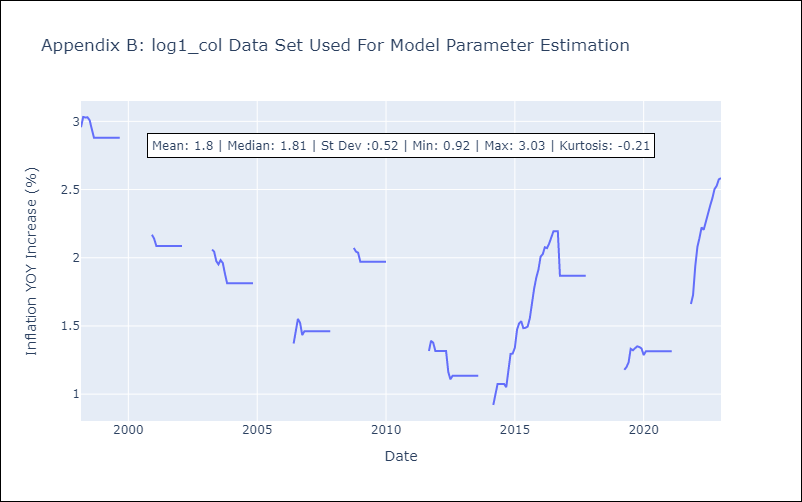 Appendix B: log1_col Data Set Used For Model Parameter Estimation
Mean: 1.8 | Median: 1.81 | St Dev :0.52 | Min: 0.92 | Max: 3.03 | Kurtosis: -0.21
Inflation YOY Increase (%)
3
2.5
2
1.5
1
2000 2005 2010 2015 2020
Date